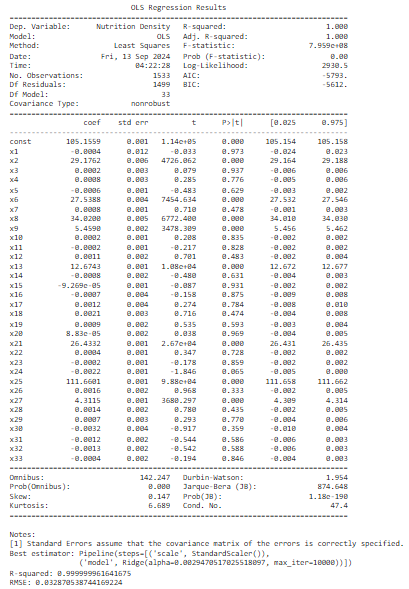 OLS Regression Results
==============================================================================
Dep. Variable: Nutrition Density R-squared: 1.000
Model: OLS Adj. R-squared: 1.000
Method: Least Squares F-statistic: 7.959e+08
Date: Fri, 13 Sep 2024 Prob (F-statistic): 0.00
Time: 04:22:28 Log-Likelihood: 2930.5
No. Observations: 1533 AIC: -5793.
Df Residuals: 1499 BIC: -5612.
Df Model: 33
Covariance Type: nonrobust
==============================================================================
coef std err t P>|t| [0.025 0.975]
------------------------------------------------------------------------------
const 105.1559 0.001 1.14e+05 0.000 105.154 105.158
x1 -0.0004 0.012 -0.033 0.973 -0.024 0.023
x2 29.1762 0.006 4726.062 0.000 29.164 29.188
x3 0.0002 0.003 0.079 0.937 -0.006 0.006
x4 0.0008 0.003 0.285 0.776 -0.005 0.006
x5 -0.0006 0.001 -0.483 0.629 -0.003 0.002
x6 27.5388 0.004 7454.634 0.000 27.532 27.546
x7 0.0008 0.001 0.710 0.478 -0.001 0.003
x8 34.0200 0.005 6772.400 0.000 34.010 34.030
x9 5.4590 0.002 3478.309 0.000 5.456 5.462
x10 0.0002 0.001 0.208 0.835 -0.002 0.002
x11 -0.0002 0.001 -0.217 0.828 -0.002 0.002
x12 0.0011 0.002 0.701 0.483 -0.002 0.004
x13 12.6743 0.001 1.08e+04 0.000 12.672 12.677
x14 -0.0008 0.002 -0.480 0.631 -0.004 0.003
x15 -9.269e-05 0.001 -0.087 0.931 -0.002 0.002
x16 -0.0007 0.004 -0.158 0.875 -0.009 0.008
x17 0.0012 0.004 0.274 0.784 -0.008 0.010
x18 0.0021 0.003 0.716 0.474 -0.004 0.008
x19 0.0009 0.002 0.535 0.593 -0.003 0.004
x20 8.83e-05 0.002 0.038 0.969 -0.004 0.005
x21 26.4332 0.001 2.67e+04 0.000 26.431 26.435
x22 0.0004 0.001 0.347 0.728 -0.002 0.002
x23 -0.0002 0.001 -0.178 0.859 -0.002 0.002
x24 -0.0022 0.001 -1.846 0.065 -0.005 0.000
x25 111.6601 0.001 9.88e+04 0.000 111.658 111.662
x26 0.0016 0.002 0.968 0.333 -0.002 0.005
x27 4.3115 0.001 3680.297 0.000 4.309 4.314
x28 0.0014 0.002 0.780 0.435 -0.002 0.005
x29 0.0007 0.003 0.293 0.770 -0.004 0.006
x30 -0.0032 0.004 -0.917 0.359 -0.010 0.004
x31 -0.0012 0.002 -0.544 0.586 -0.006 0.003
x32 -0.0013 0.002 -0.542 0.588 -0.006 0.003
x33 -0.0004 0.002 -0.194 0.846 -0.004 0.003
==============================================================================
Omnibus: 142.247 Durbin-Watson: 1.954
Prob(Omnibus): 0.000 Jarque-Bera (JB): 874.648
Skew: 0.147 Prob(JB): 1.18e-190
Kurtosis: 6.689 Cond. No. 47.4
==============================================================================
Notes:
[1] Standard Errors assume that the covariance matrix of the errors is correctly specified.
Best estimator: Pipeline(steps=[('scale', StandardScaler()),
('model', Ridge(alpha=0.0029470517025518097, max_iter=10000))])
R-squared: 0.999999961641675
RMSE: 0.032870538744169224